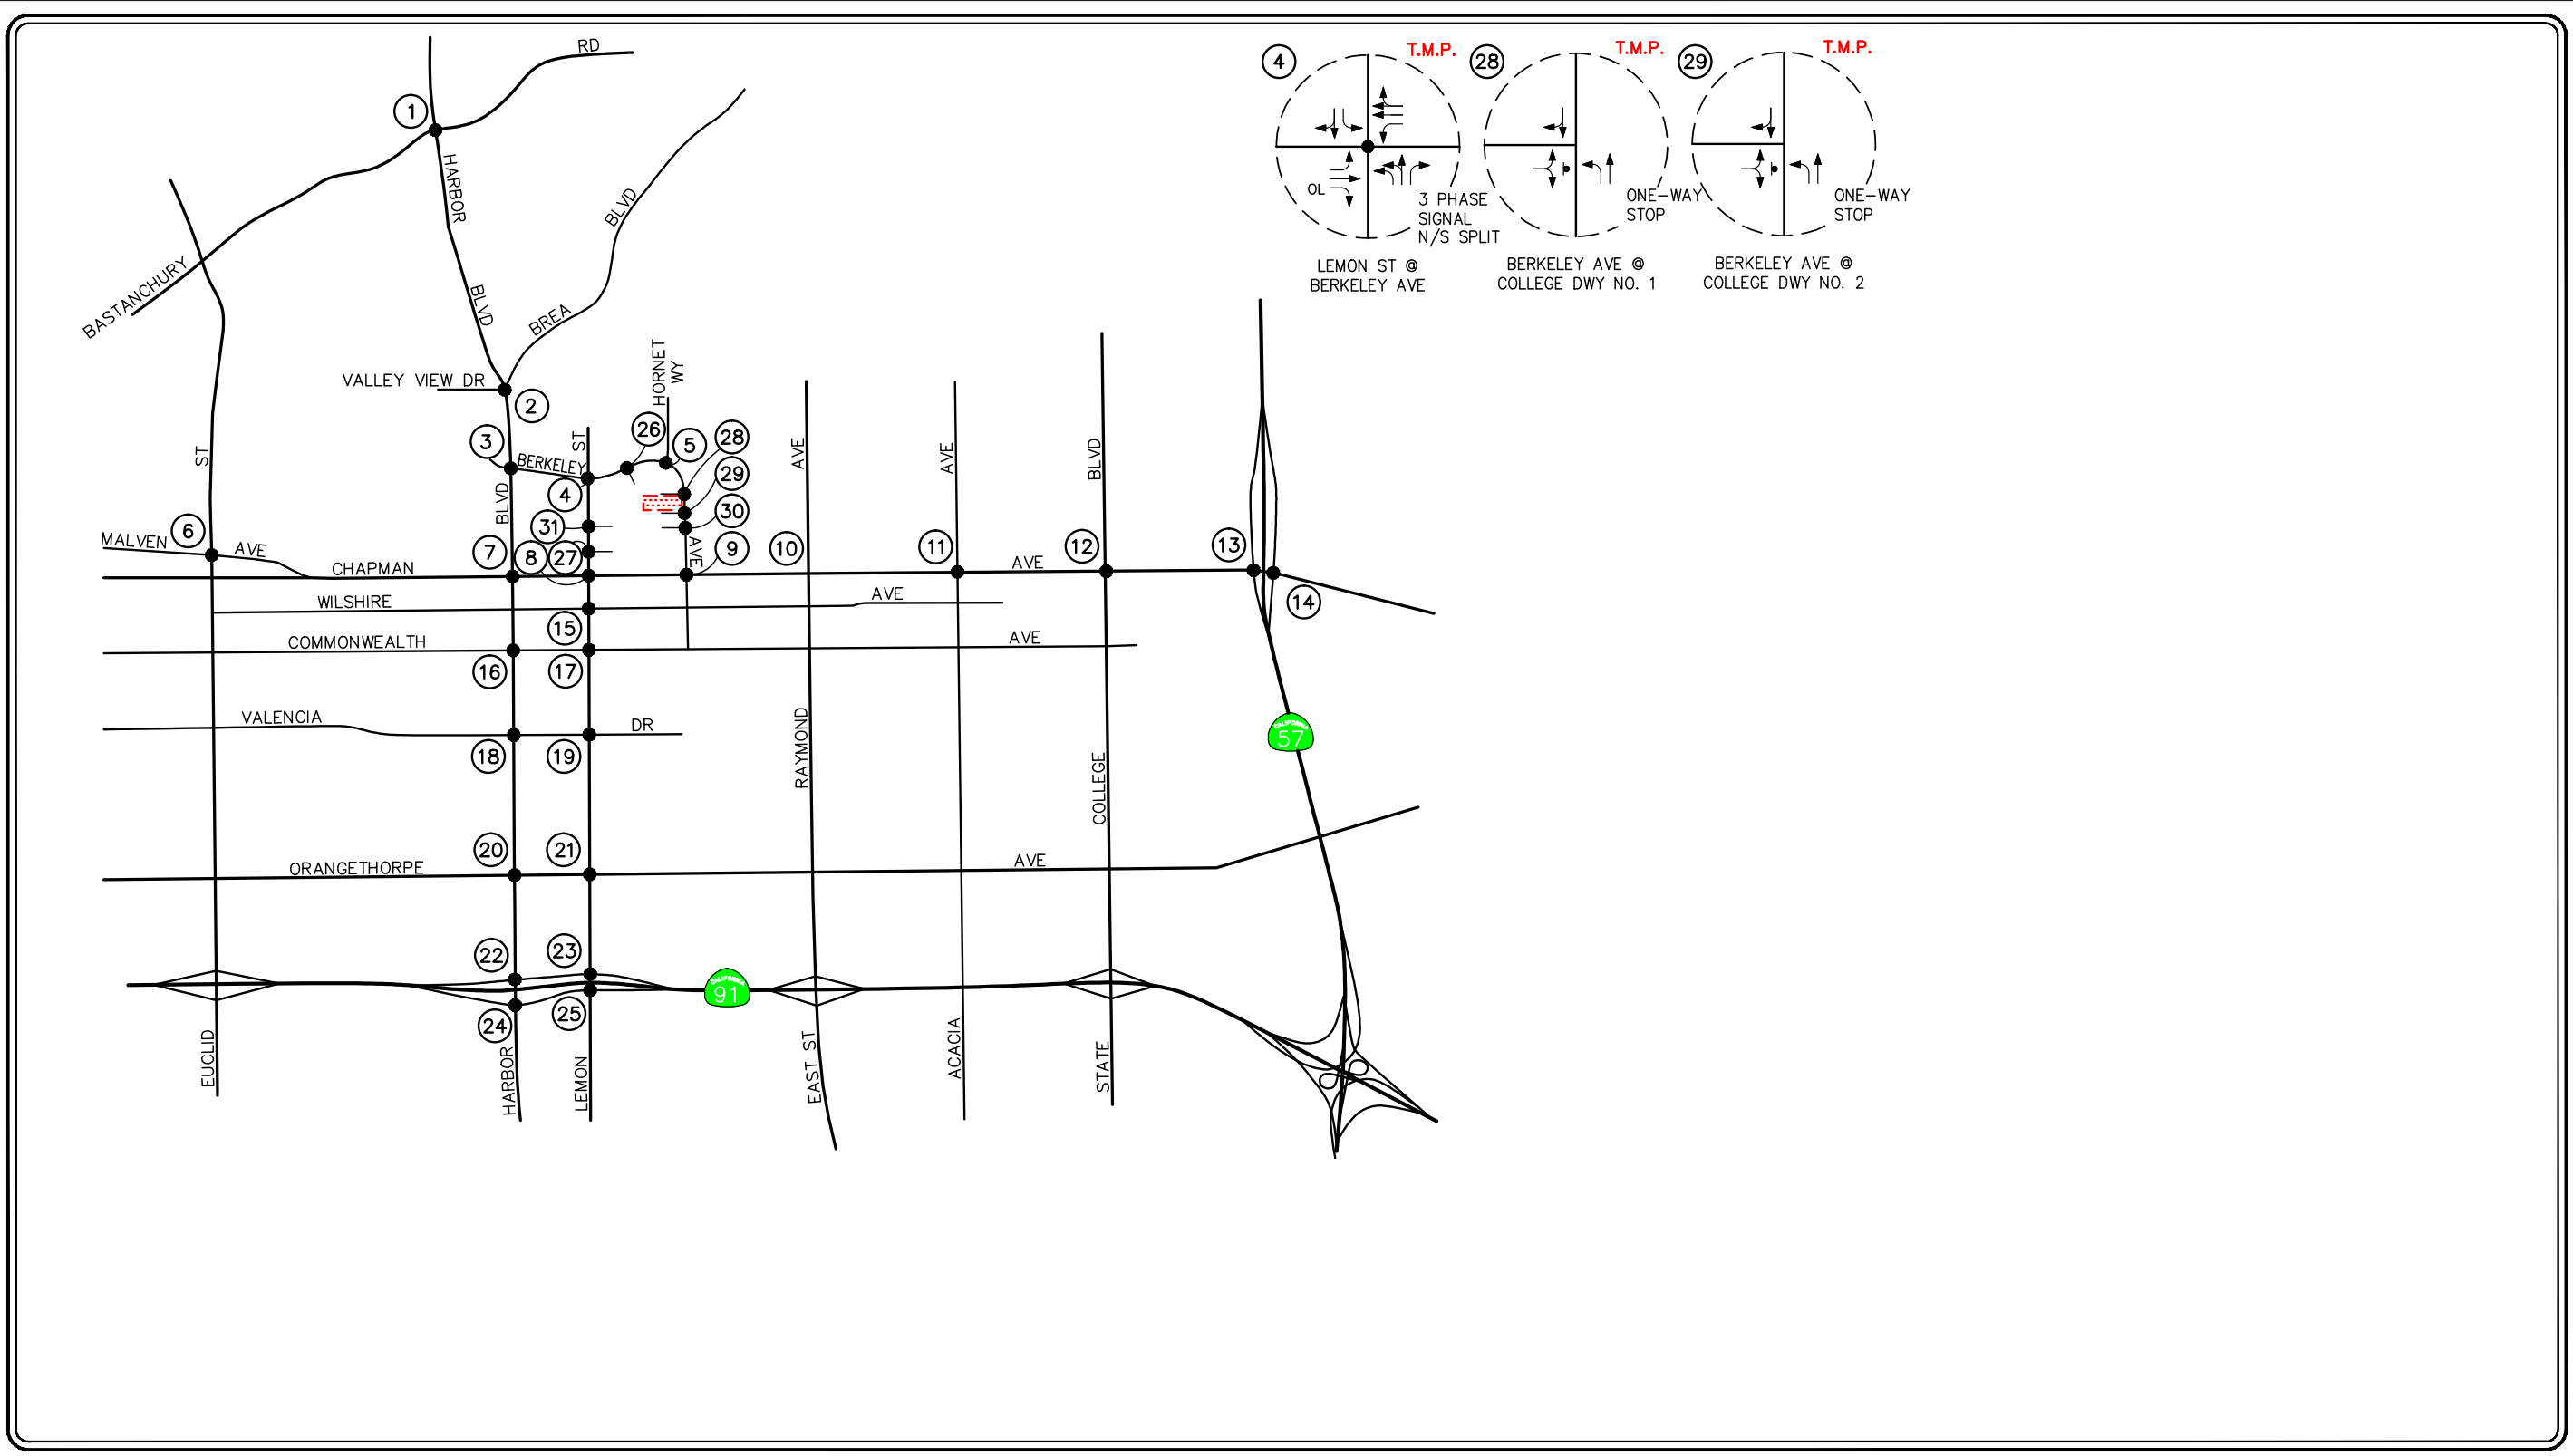 RD
1
HARBOR
BLVD
BLVD
BASTANCHURY
BREA
VALLEY VIEW DR
2
HORNET
WY
ST
3
BERKELEY
ST
26
5
28
AVE
AVE
BLVD
4
29
BLVD
30
6
31
MALVEN
AVE
7
8
27
AVE
9
10
11
12
13
CHAPMAN
AVE
14
WILSHIRE
AVE
15
COMMONWEALTH
AVE
16
17
VALENCIA
DR
18
19
RAYMOND
COLLEGE
CALIFORNIA
57
20
21
ORANGETHORPE
AVE
22
23
CALIFORNIA
91
24
25
EUCLID
HARBOR
LEMON
EAST ST
ACACIA
STATE
4
T.M.P.
OL
3 PHASE
SIGNAL
N/S SPLIT
LEMON ST @
BERKELEY AVE
28
T.M.P.
ONE-WAY
STOP
BERKELEY AVE @
COLLEGE DWY NO. 1
29
T.M.P.
ONE-WAY
STOP
BERKELEY AVE @
COLLEGE DWY NO. 2